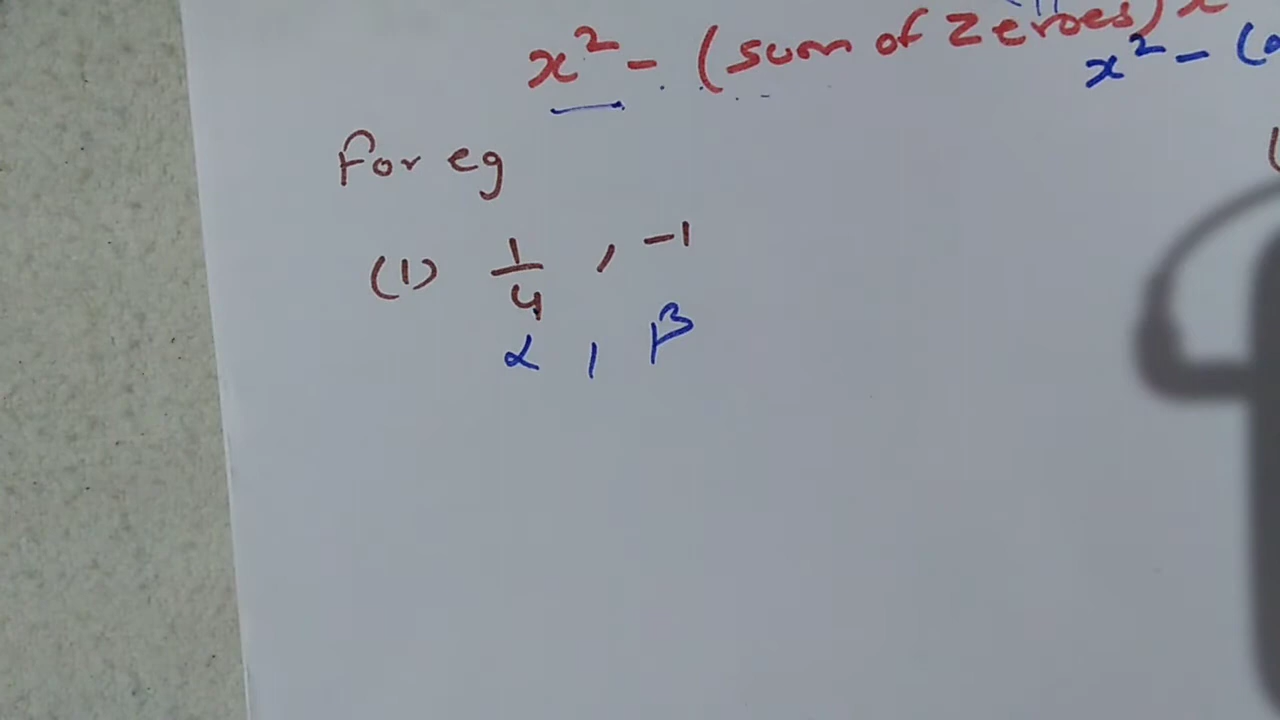 x² - (sum of zeroes) x
x² - (
For eg
(1) 1/4 , -1
α , β